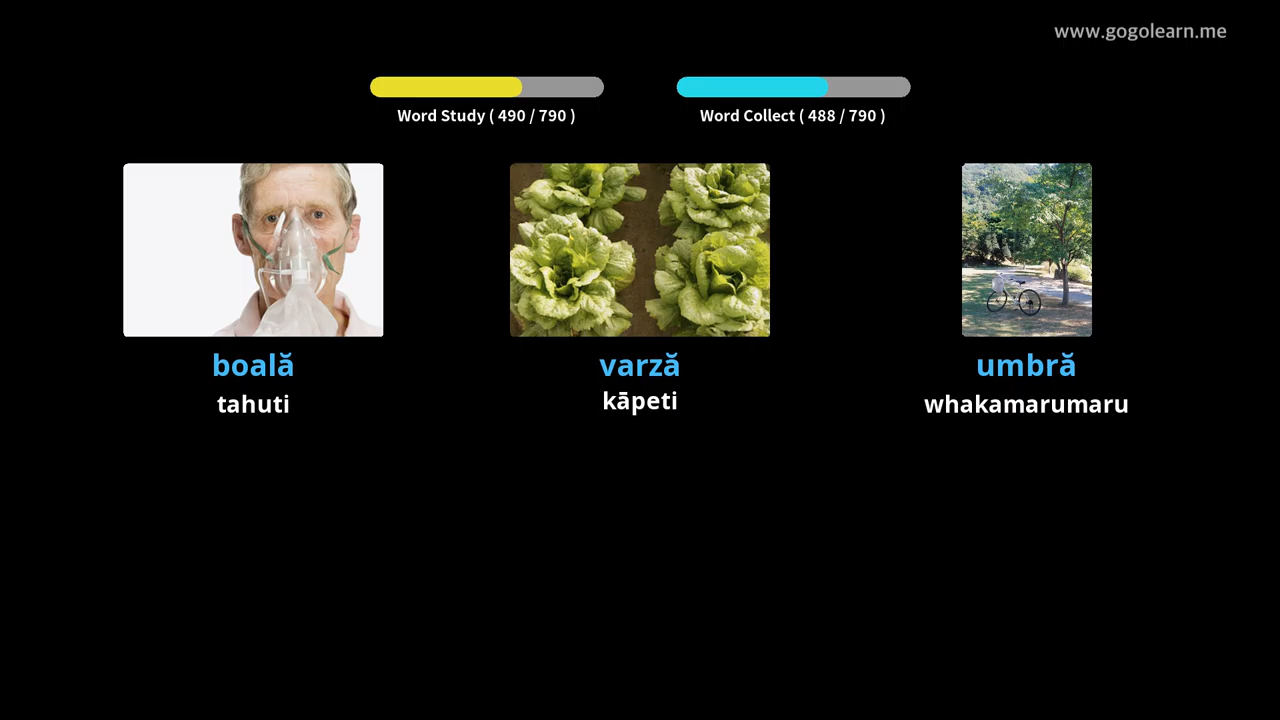 www.gogolearn.me
Word Study ( 490 / 790 )
Word Collect ( 488 / 790 )
boală
varză
umbră
tahuti
kāpeti
whakamarumaru